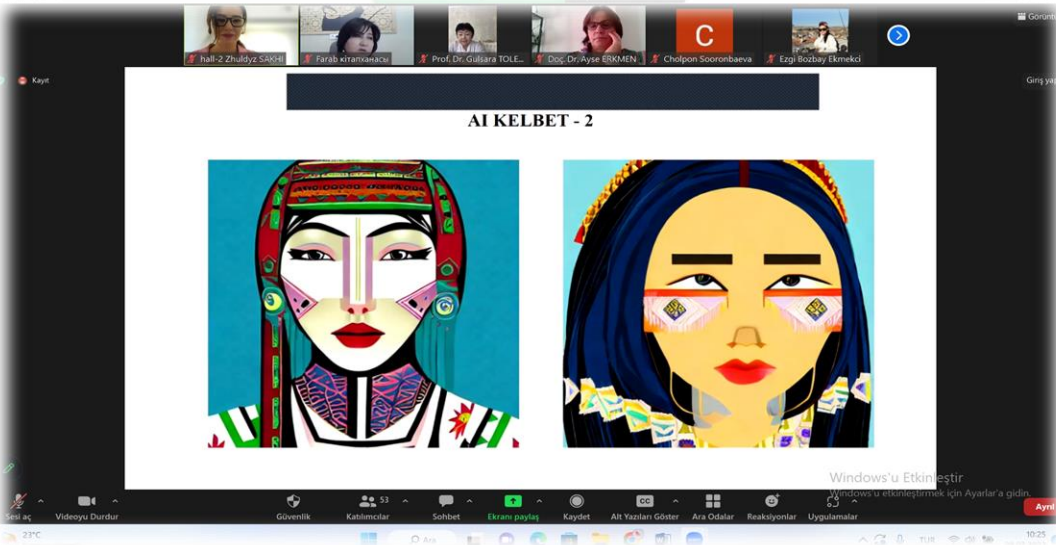 Görüntü
C
hall-2 Zhuldyz SAKHI
Farab кітапханасы
Prof. Dr. Gulsara TOLE...
Doç. Dr. Ayse ERKMEN
Cholpon Sooronbaeva
Ezgi Bozbay Ekmekci
Kayıt
Giriş yap
AI KELBET - 2
Windows'u Etkinleştir
Windows'u etkinleştirmek için Ayarlar'a gidin.
53
CC
Sesi aç
Videoyu Durdur
Güvenlik
Katılımcılar
Sohbet
Ekranı paylaş
Kaydet
Alt Yazıları Göster
Ara Odalar
Reaksiyonlar
Uygulamalar
Ayrıl
23°C
Ara
TUR
10:25